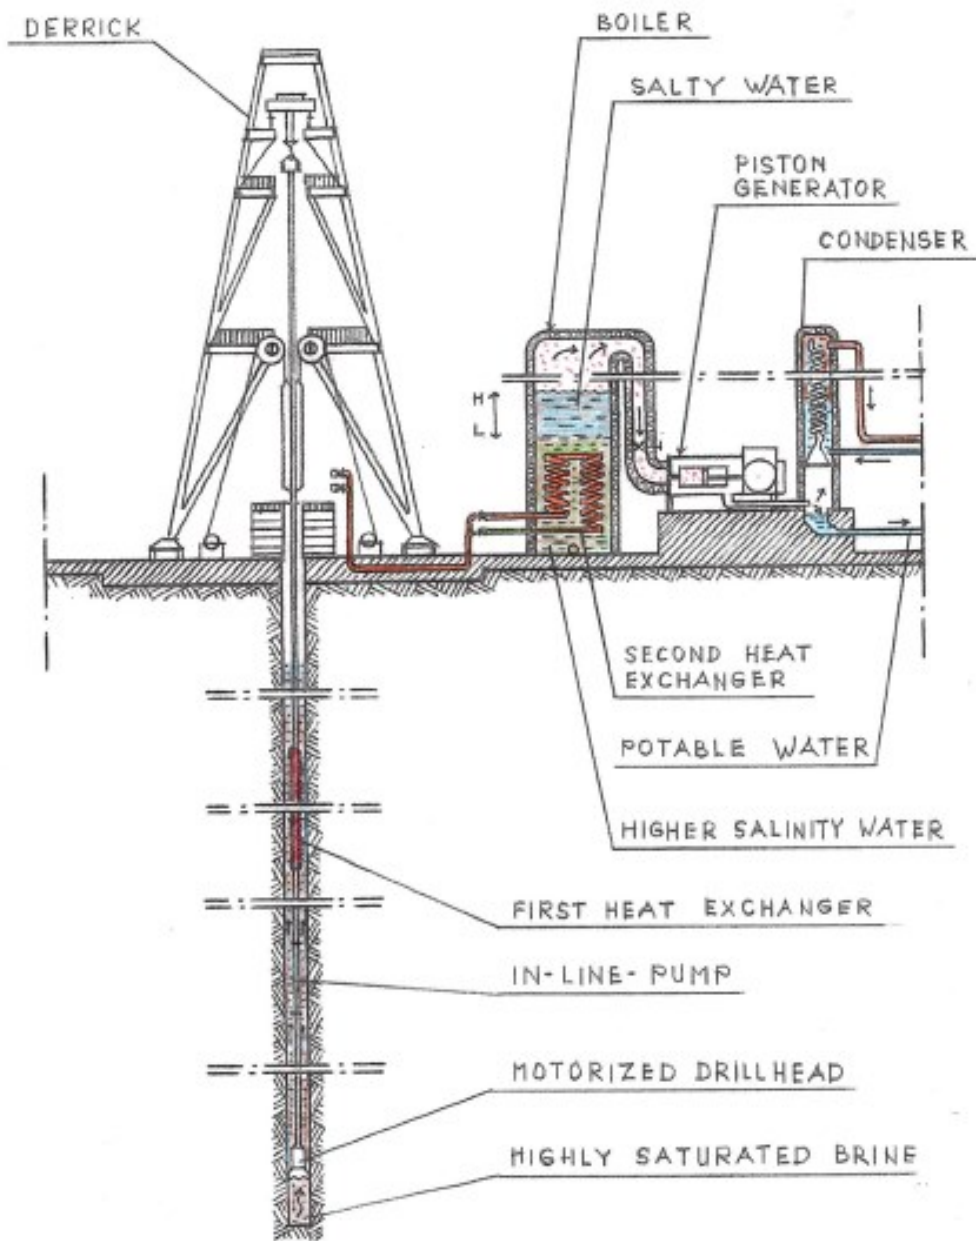 DERRICK
BOILER
SALTY WATER
PISTON
GENERATOR
CONDENSER
H
L
SECOND HEAT
EXCHANGER
POTABLE WATER
HIGHER SALINITY WATER
FIRST HEAT EXCHANGER
IN-LINE-PUMP
MOTORIZED DRILLHEAD
HIGHLY SATURATED BRINE